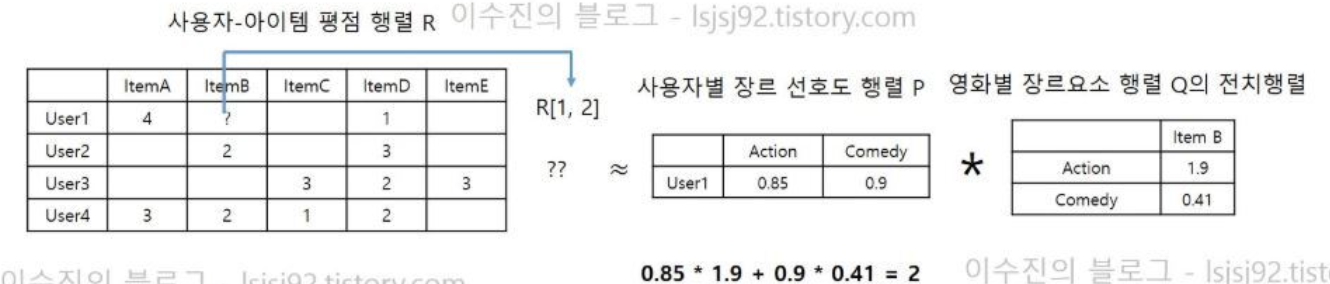 사용자-아이템 평점 행렬 R 이수진의 블로그 - lsjsj92.tistory.com
사용자별 장르 선호도 행렬 P 영화별 장르요소 행렬 Q의 전치행렬
ItemA ItemB ItemC ItemD ItemE
User1 4 ? 1
User2 2 3
User3 3 2 3
User4 3 2 1 2
R[1, 2]
?? ≈
Action Comedy
User1 0.85 0.9
*
Item B
Action 1.9
Comedy 0.41
0.85 * 1.9 + 0.9 * 0.41 = 2
이수진의 블로그 - lsjsj92.tistory.com
이수진의 블로그 - lsjsj92.tist